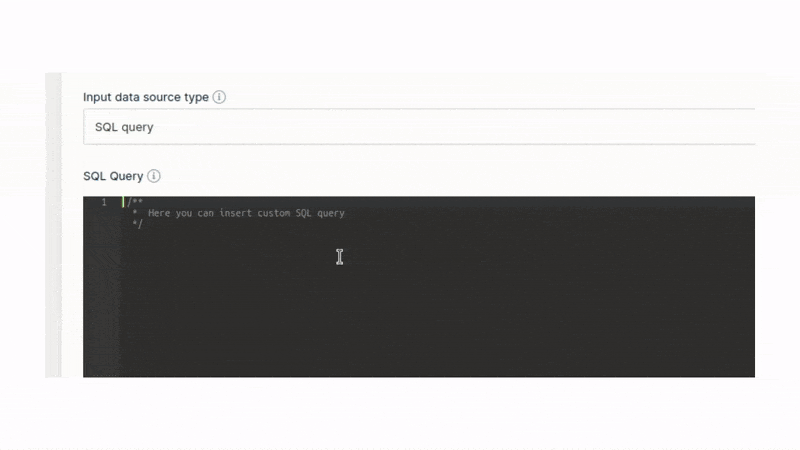 Input data source type
SQL query
SQL Query
1 /**
* Here you can insert custom SQL query
*/